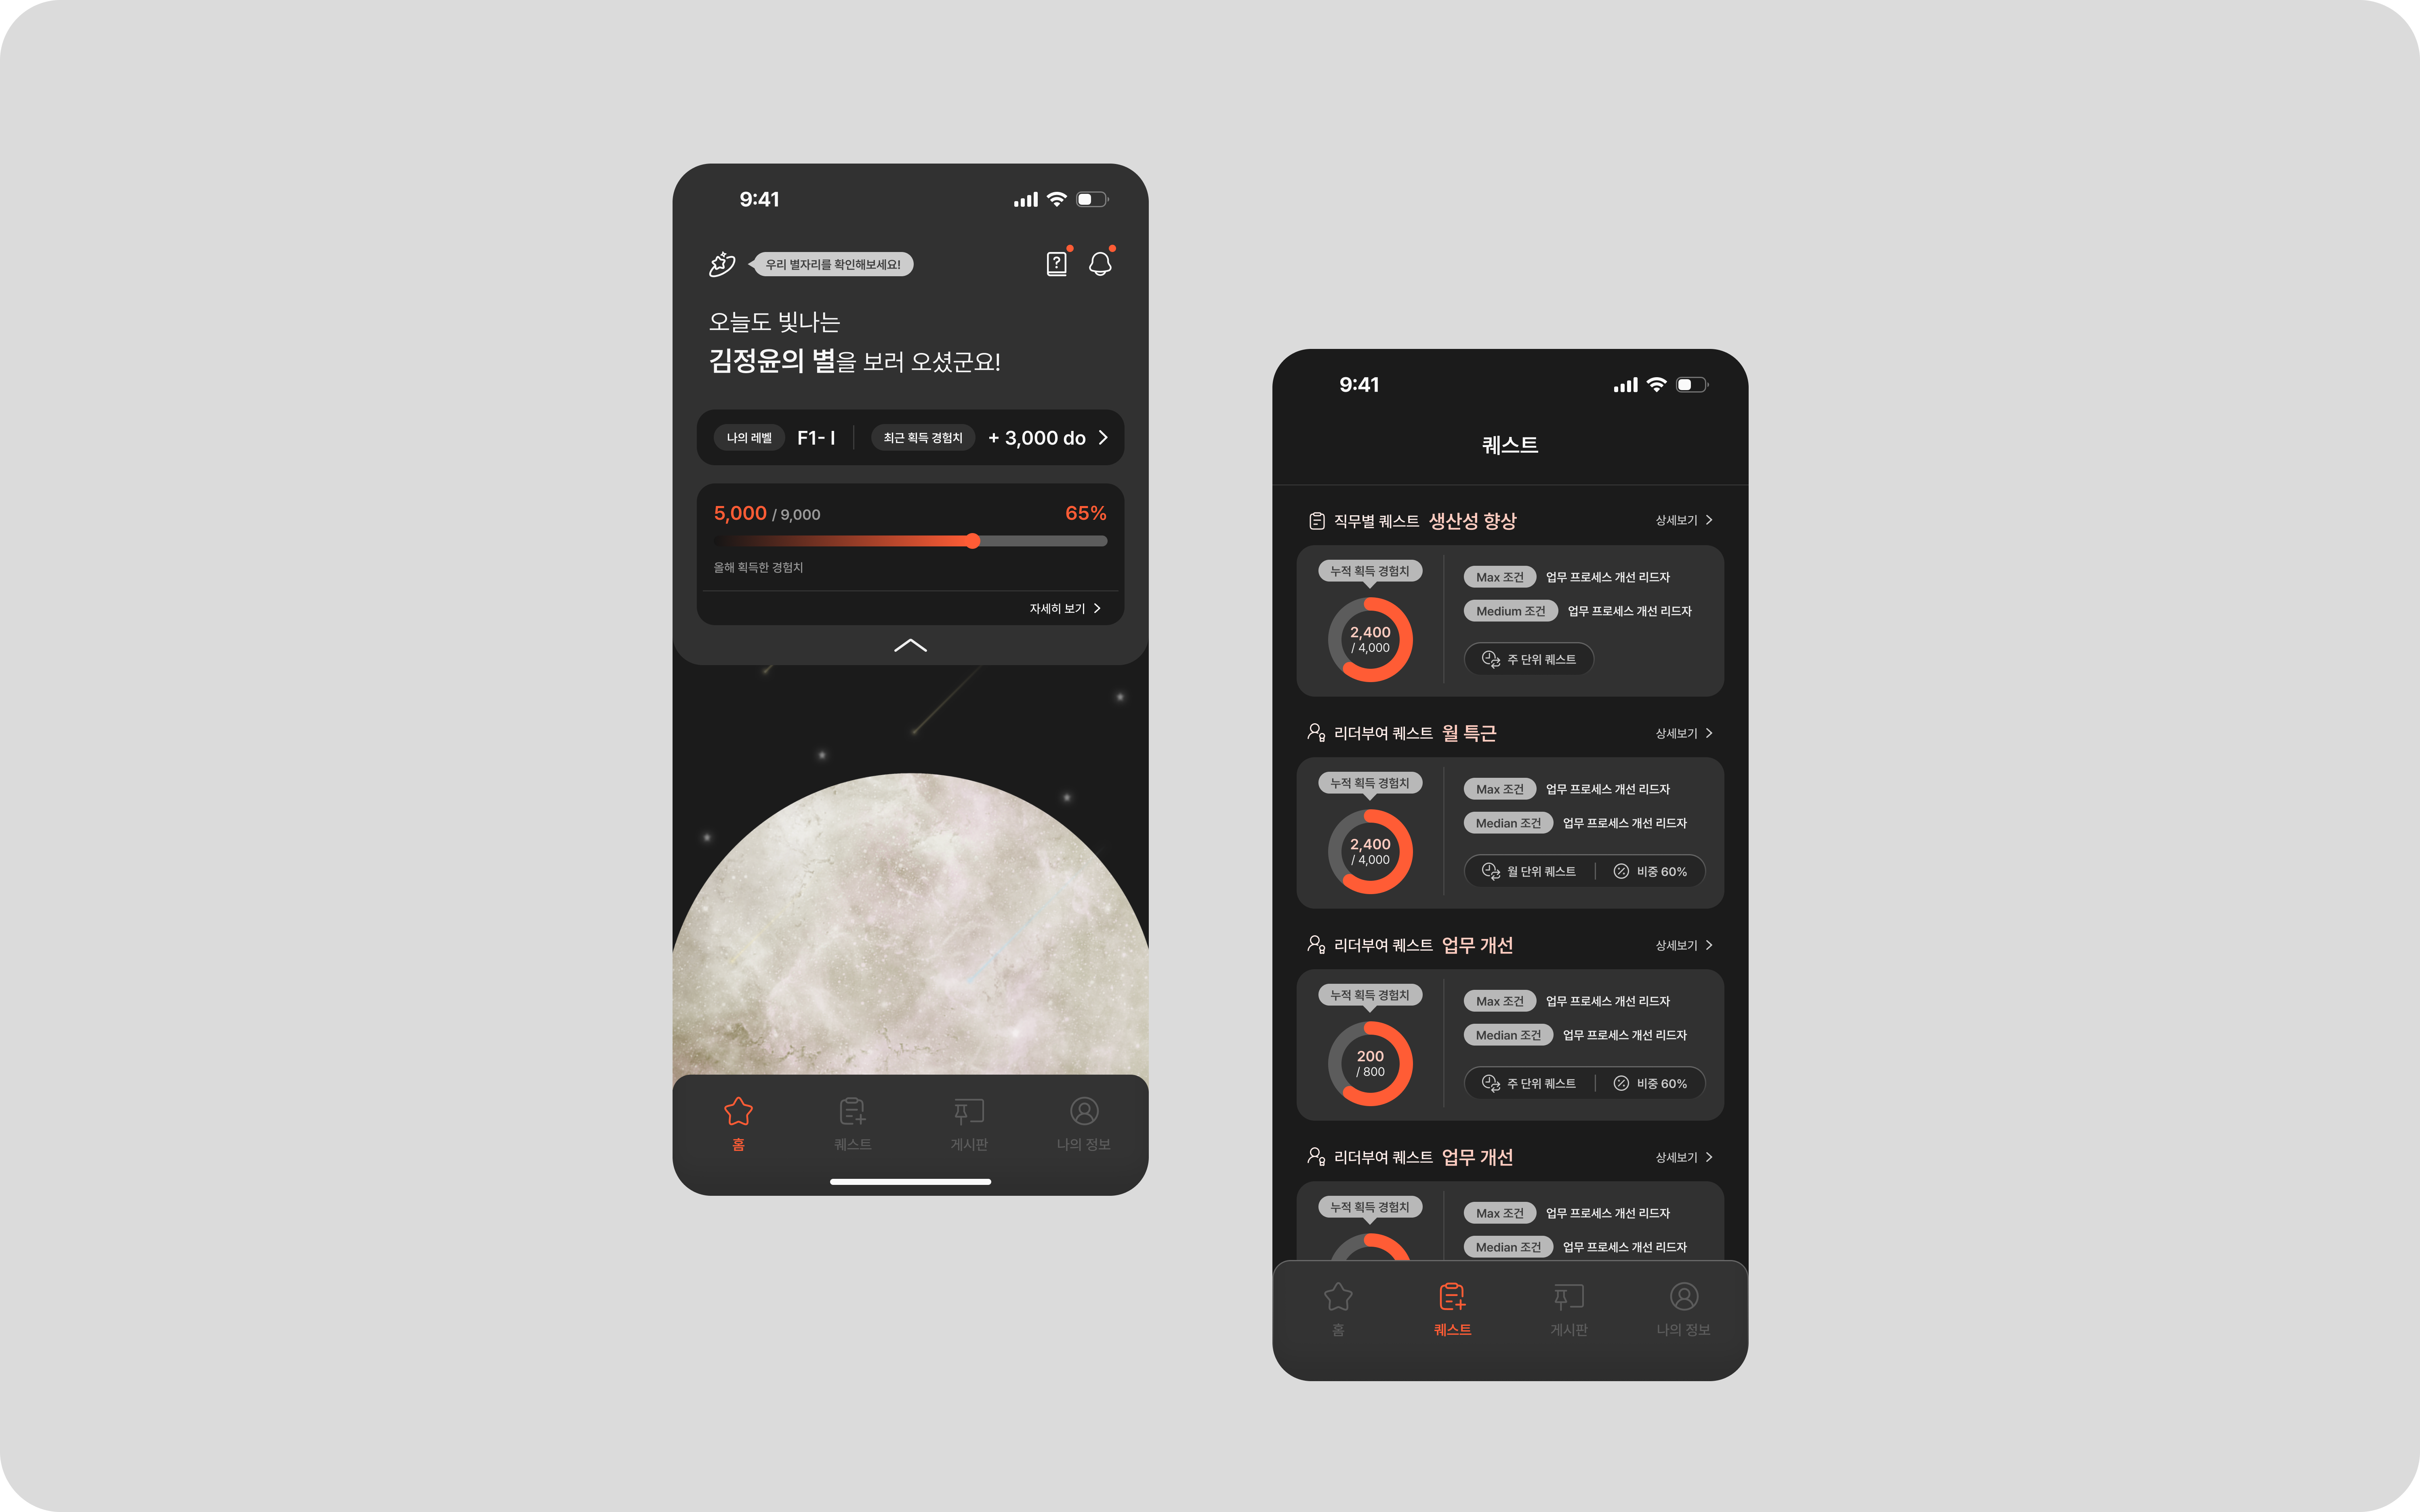 9:41
우리 별자리를 확인해보세요!
오늘도 빛나는
김정윤의 별을 보러 오셨군요!
나의 레벨 F1- I 최근 획득 경험치 + 3,000 do
5,000 / 9,000 65%
올해 획득한 경험치
자세히 보기
홈 퀘스트 게시판 나의 정보
9:41
퀘스트
직무별 퀘스트 생산성 향상 상세보기
누적 획득 경험치
2,400
/ 4,000
Max 조건 업무 프로세스 개선 리드자
Medium 조건 업무 프로세스 개선 리드자
주 단위 퀘스트
리더부여 퀘스트 월 특근 상세보기
누적 획득 경험치
2,400
/ 4,000
Max 조건 업무 프로세스 개선 리드자
Median 조건 업무 프로세스 개선 리드자
월 단위 퀘스트 비중 60%
리더부여 퀘스트 업무 개선 상세보기
누적 획득 경험치
200
/ 800
Max 조건 업무 프로세스 개선 리드자
Median 조건 업무 프로세스 개선 리드자
주 단위 퀘스트 비중 60%
리더부여 퀘스트 업무 개선 상세보기
누적 획득 경험치
Max 조건 업무 프로세스 개선 리드자
Median 조건 업무 프로세스 개선 리드자
홈 퀘스트 게시판 나의 정보